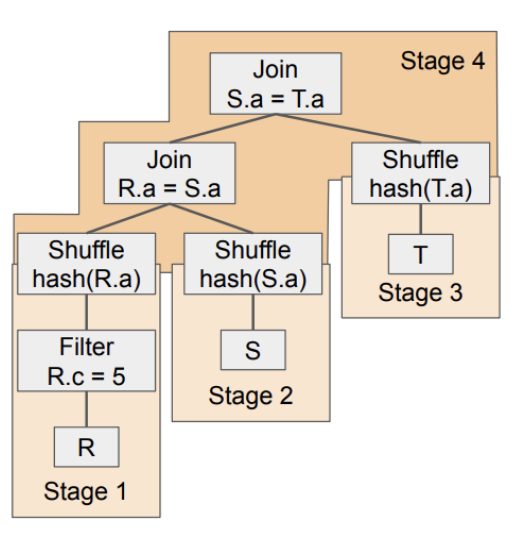 Join
S.a = T.a
Stage 4
Join
R.a = S.a
Shuffle
hash(T.a)
Shuffle
hash(R.a)
Shuffle
hash(S.a)
T
Stage 3
Filter
R.c = 5
S
Stage 2
R
Stage 1